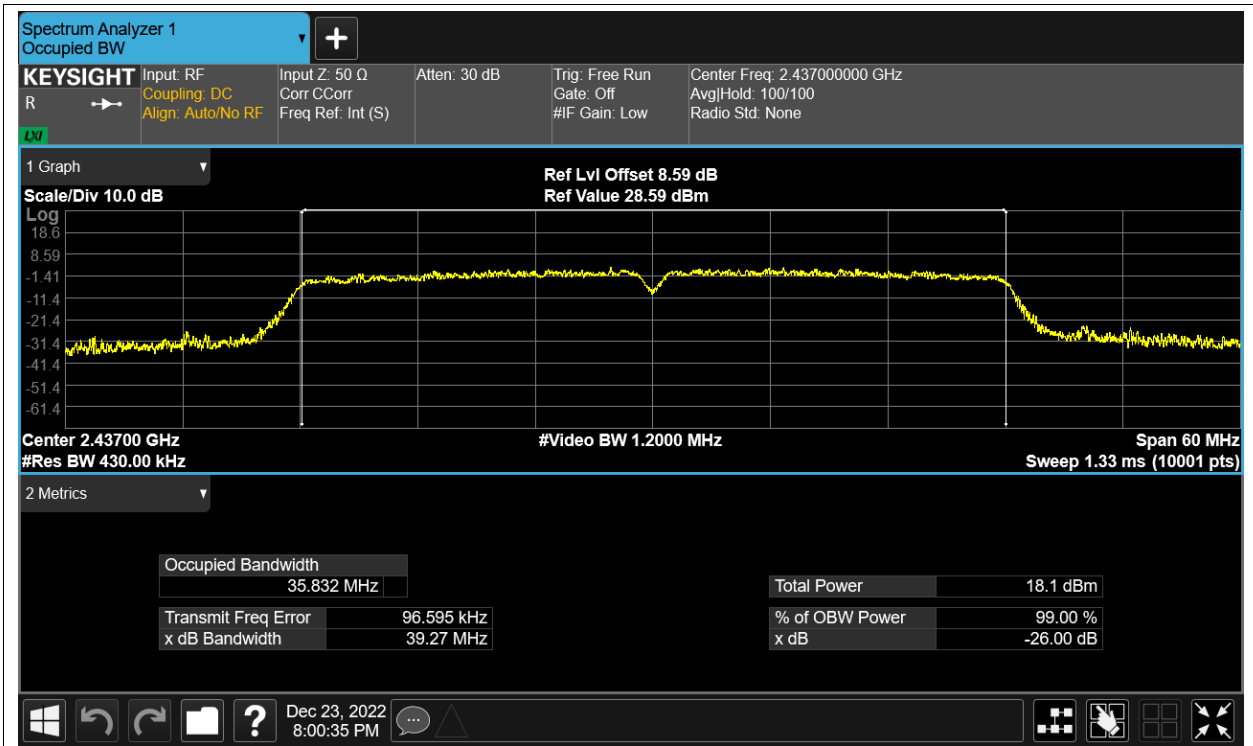 Spectrum Analyzer 1
Occupied BW
KEYSIGHT Input: RF Input Z: 50 Ω Atten: 30 dB Trig: Free Run Center Freq: 2.437000000 GHz
R Coupling: DC Corr CCorr Gate: Off Avg|Hold: 100/100
Align: Auto/No RF Freq Ref: Int (S) #IF Gain: Low Radio Std: None
LXI
1 Graph
Ref Lvl Offset 8.59 dB
Scale/Div 10.0 dB Ref Value 28.59 dBm
Log
18.6
8.59
-1.41
-11.4
-21.4
-31.4
-41.4
-51.4
-61.4
Center 2.43700 GHz #Video BW 1.2000 MHz Span 60 MHz
#Res BW 430.00 kHz Sweep 1.33 ms (10001 pts)
2 Metrics
Occupied Bandwidth
35.832 MHz Total Power 18.1 dBm
Transmit Freq Error 96.595 kHz % of OBW Power 99.00 %
x dB Bandwidth 39.27 MHz x dB -26.00 dB
? Dec 23, 2022
8:00:35 PM